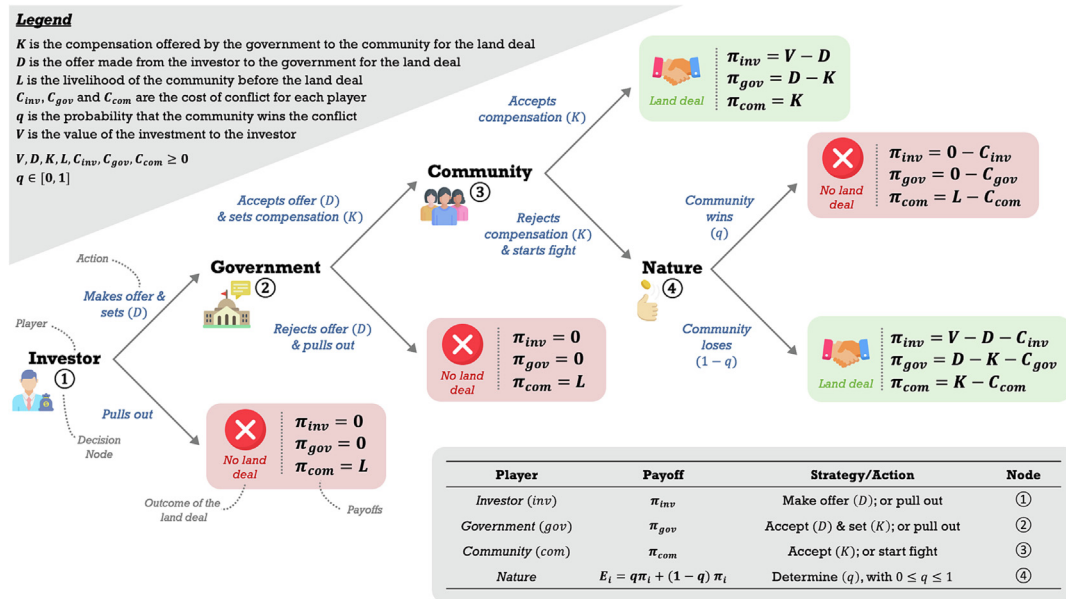 Legend
K is the compensation offered by the government to the community for the land deal
D is the offer made from the investor to the government for the land deal
L is the livelihood of the community before the land deal
C_inv, C_gov and C_com are the cost of conflict for each player
q is the probability that the community wins the conflict
V is the value of the investment to the investor
V, D, K, L, C_inv, C_gov, C_com ≥ 0
q ∈ [0, 1]
Investor
①
Player
Action
Decision
Node
Makes offer &
sets (D)
Pulls out
No land
deal
π_inv = 0
π_gov = 0
π_com = L
Outcome of the
land deal
Payoffs
Government
②
Accepts offer (D)
& sets compensation (K)
Rejects offer (D)
& pulls out
No land
deal
π_inv = 0
π_gov = 0
π_com = L
Community
③
Accepts
compensation (K)
Land deal
π_inv = V − D
π_gov = D − K
π_com = K
Rejects
compensation (K)
& starts fight
Nature
④
Community
wins
(q)
No land
deal
π_inv = 0 − C_inv
π_gov = 0 − C_gov
π_com = L − C_com
Community
loses
(1 − q)
Land deal
π_inv = V − D − C_inv
π_gov = D − K − C_gov
π_com = K − C_com
Player Payoff Strategy/Action Node
Investor (inv) π_inv Make offer (D); or pull out ①
Government (gov) π_gov Accept (D) & set (K); or pull out ②
Community (com) π_com Accept (K); or start fight ③
Nature E_i = qπ_i + (1 − q) π_i Determine (q), with 0 ≤ q ≤ 1 ④